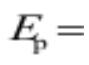 Eₚ =